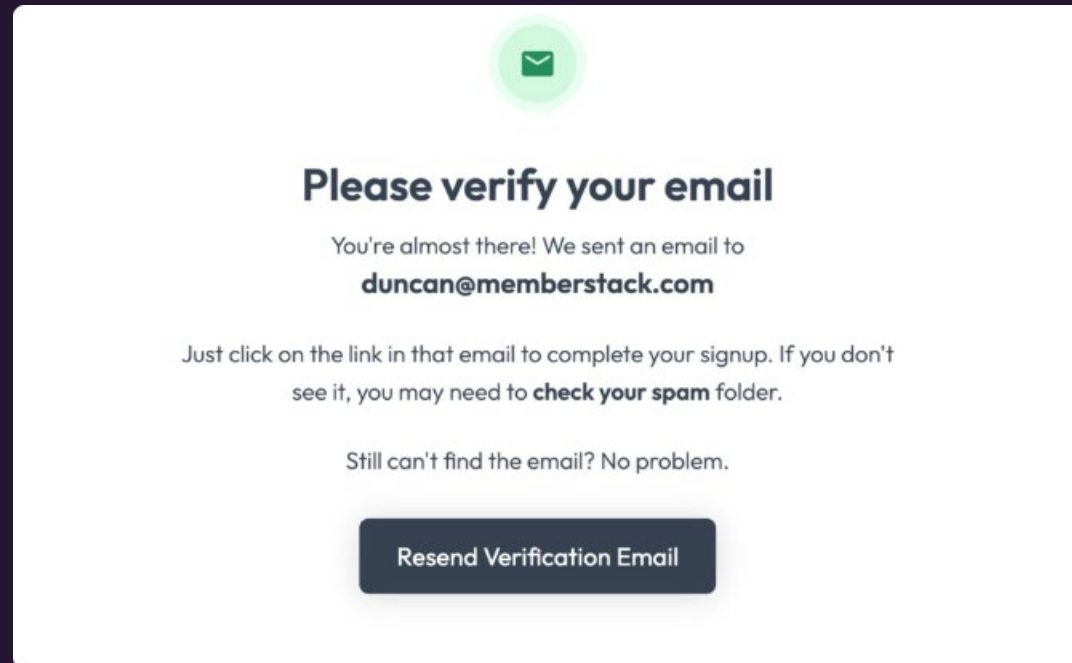 Please verify your email
You're almost there! We sent an email to
duncan@memberstack.com
Just click on the link in that email to complete your signup. If you don't
see it, you may need to check your spam folder.
Still can't find the email? No problem.
Resend Verification Email